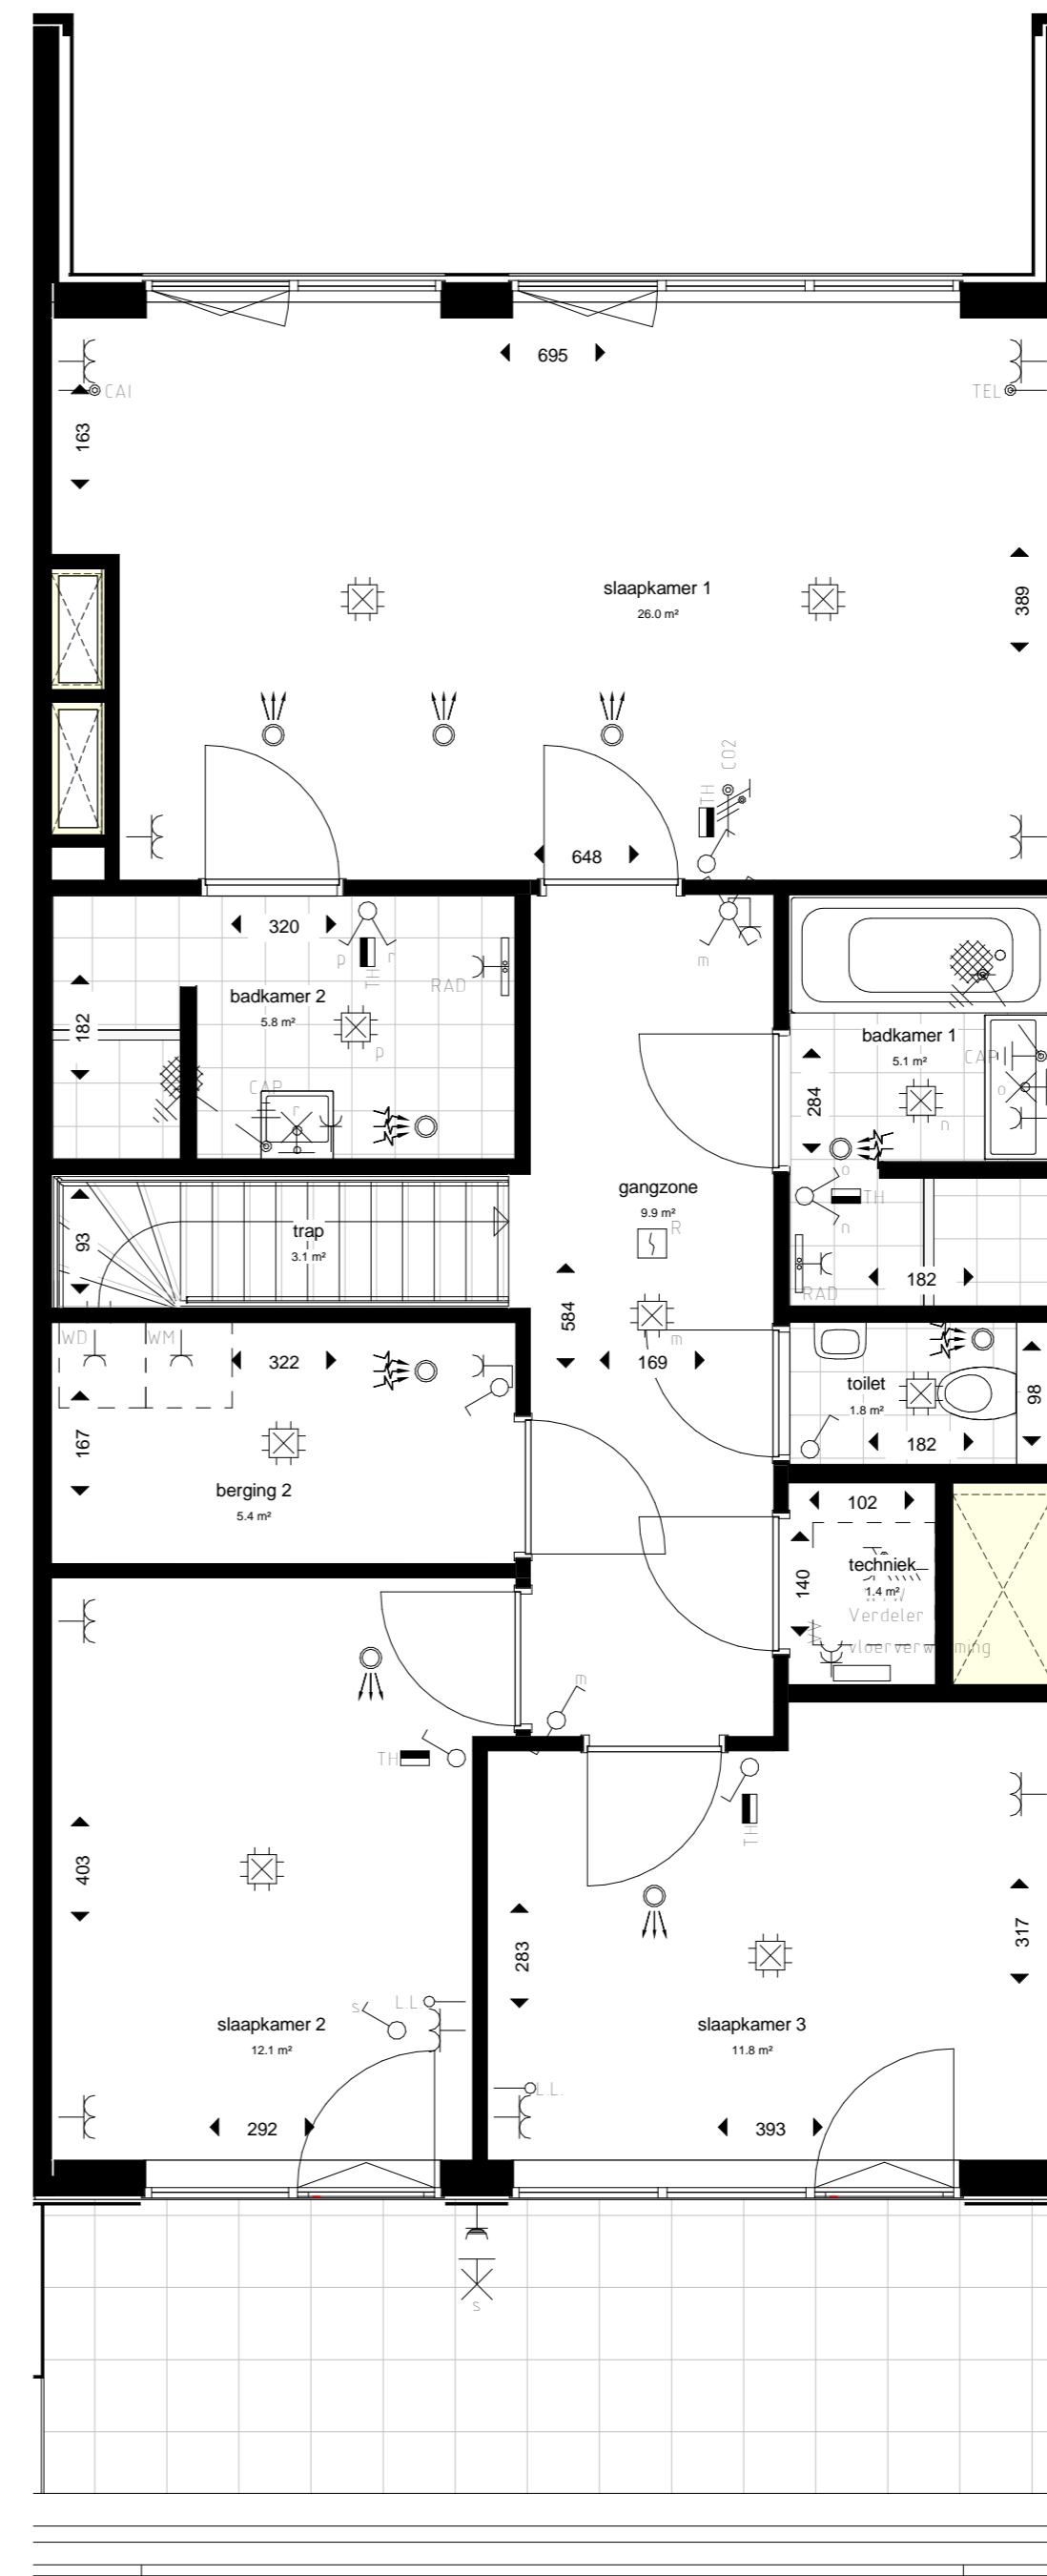 695
CAI
TEL
163
slaapkamer 1
26.0 m²
389
CO2
TH
648
320
p
r
TH
RAD
m
badkamer 2
5.8 m²
182
p
CAP
r
badkamer 1
5.1 m²
CAP
284
o
n
o
TH
n
gangzone
9.9 m²
R
trap
3.1 m²
93
182
RAD
584
m
WD
WM
322
169
toilet
1.8 m²
98
167
182
berging 2
5.4 m²
102
techniek
1.4 m²
140
WTW
Verdeler
VV
vloerverwarming
m
TH
TH
403
283
317
s
L.L.
slaapkamer 2
12.1 m²
slaapkamer 3
11.8 m²
L.L.
292
393
s